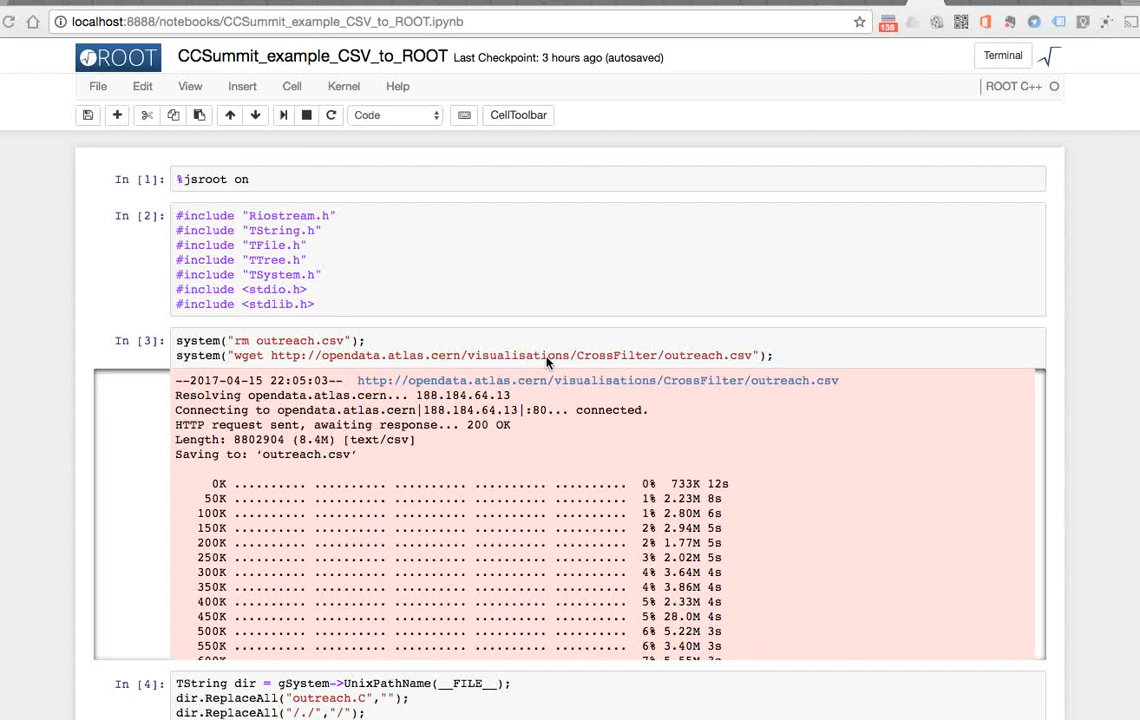 localhost:8888/notebooks/CCSummit_example_CSV_to_ROOT.ipynb
136
ROOT CCSummit_example_CSV_to_ROOT Last Checkpoint: 3 hours ago (autosaved) Terminal
File Edit View Insert Cell Kernel Help ROOT C++
Code CellToolbar
In [1]: %jsroot on
In [2]: #include "Riostream.h"
#include "TString.h"
#include "TFile.h"
#include "TTree.h"
#include "TSystem.h"
#include <stdio.h>
#include <stdlib.h>
In [3]: system("rm outreach.csv");
system("wget http://opendata.atlas.cern/visualisations/CrossFilter/outreach.csv");
--2017-04-15 22:05:03-- http://opendata.atlas.cern/visualisations/CrossFilter/outreach.csv
Resolving opendata.atlas.cern... 188.184.64.13
Connecting to opendata.atlas.cern|188.184.64.13|:80... connected.
HTTP request sent, awaiting response... 200 OK
Length: 8802904 (8.4M) [text/csv]
Saving to: ‘outreach.csv’
0K .......... .......... .......... .......... .......... 0% 733K 12s
50K .......... .......... .......... .......... .......... 1% 2.23M 8s
100K .......... .......... .......... .......... .......... 1% 2.80M 6s
150K .......... .......... .......... .......... .......... 2% 2.94M 5s
200K .......... .......... .......... .......... .......... 2% 1.77M 5s
250K .......... .......... .......... .......... .......... 3% 2.02M 5s
300K .......... .......... .......... .......... .......... 4% 3.64M 4s
350K .......... .......... .......... .......... .......... 4% 3.86M 4s
400K .......... .......... .......... .......... .......... 5% 2.33M 4s
450K .......... .......... .......... .......... .......... 5% 28.0M 4s
500K .......... .......... .......... .......... .......... 6% 5.22M 3s
550K .......... .......... .......... .......... .......... 6% 3.40M 3s
In [4]: TString dir = gSystem->UnixPathName(__FILE__);
dir.ReplaceAll("outreach.C","");
dir.ReplaceAll("/./","/");